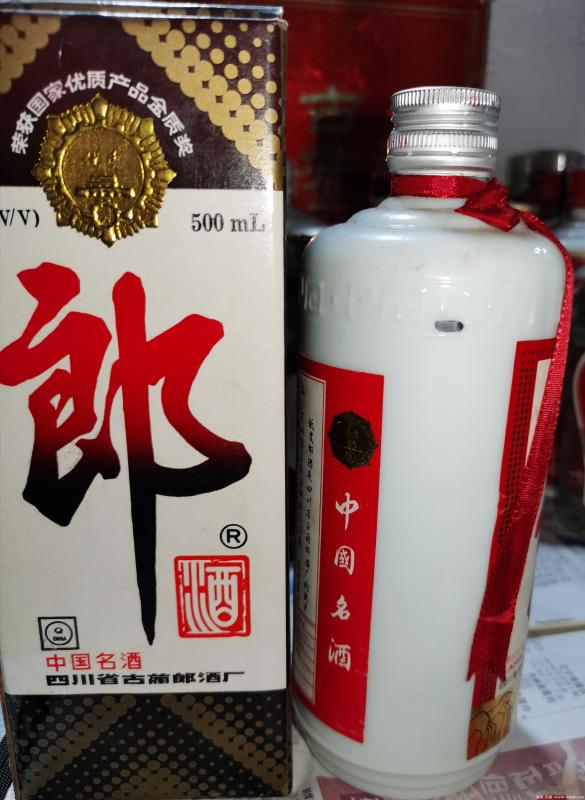 荣获国家优质产品金质奖
V/V)
500 mL
郎
®
酒
中国名酒
四川省古蔺郎酒厂
中國名酒